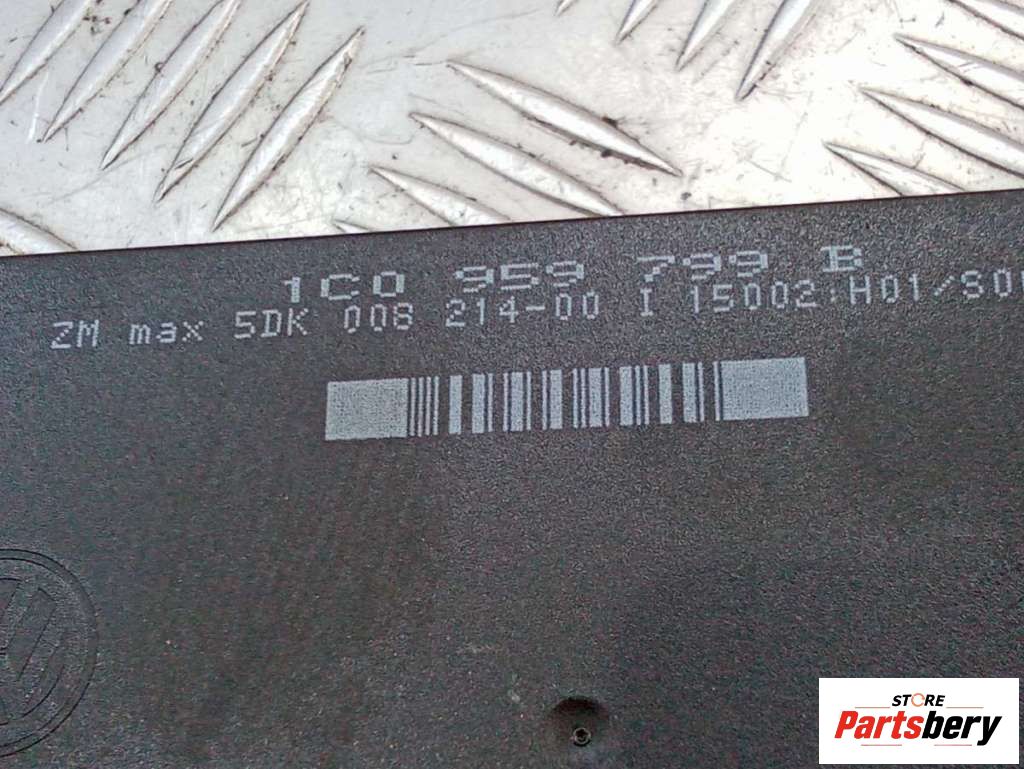 1C0 959 799 B
ZM max 5DK 008 214-00 I 15002:H01/S0
STORE
Partsbery